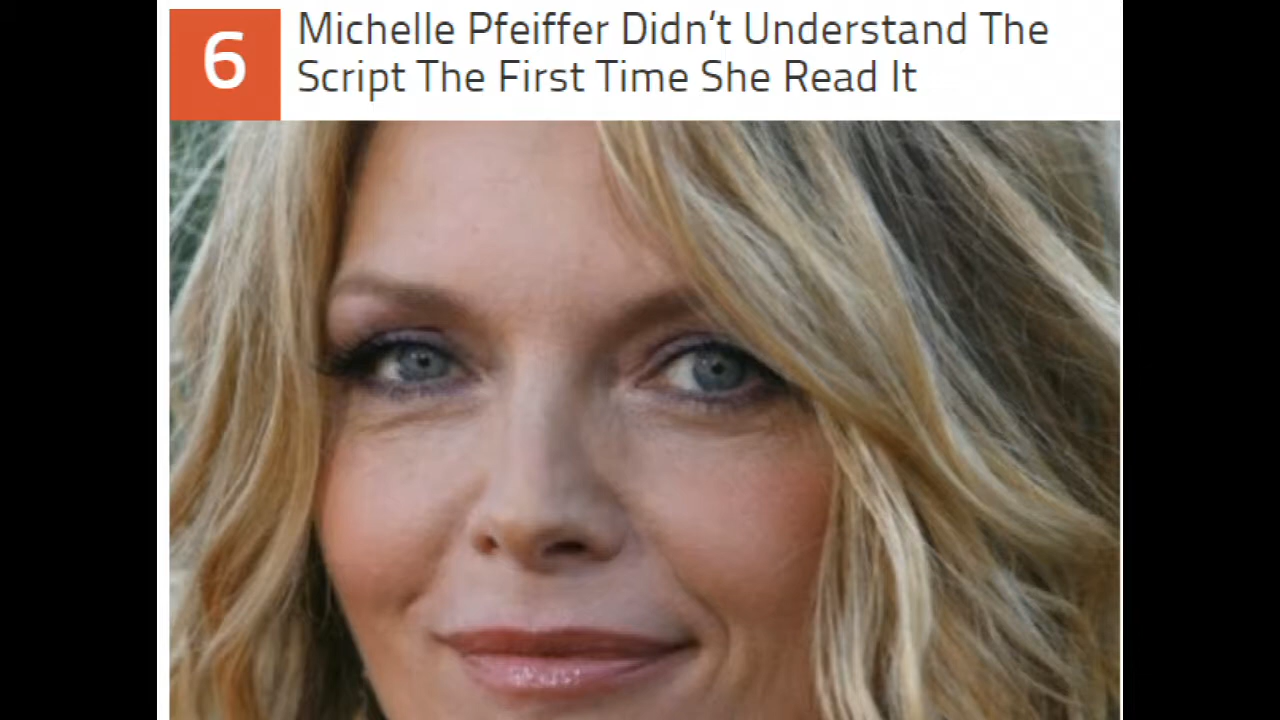 6
Michelle Pfeiffer Didn’t Understand The
Script The First Time She Read It